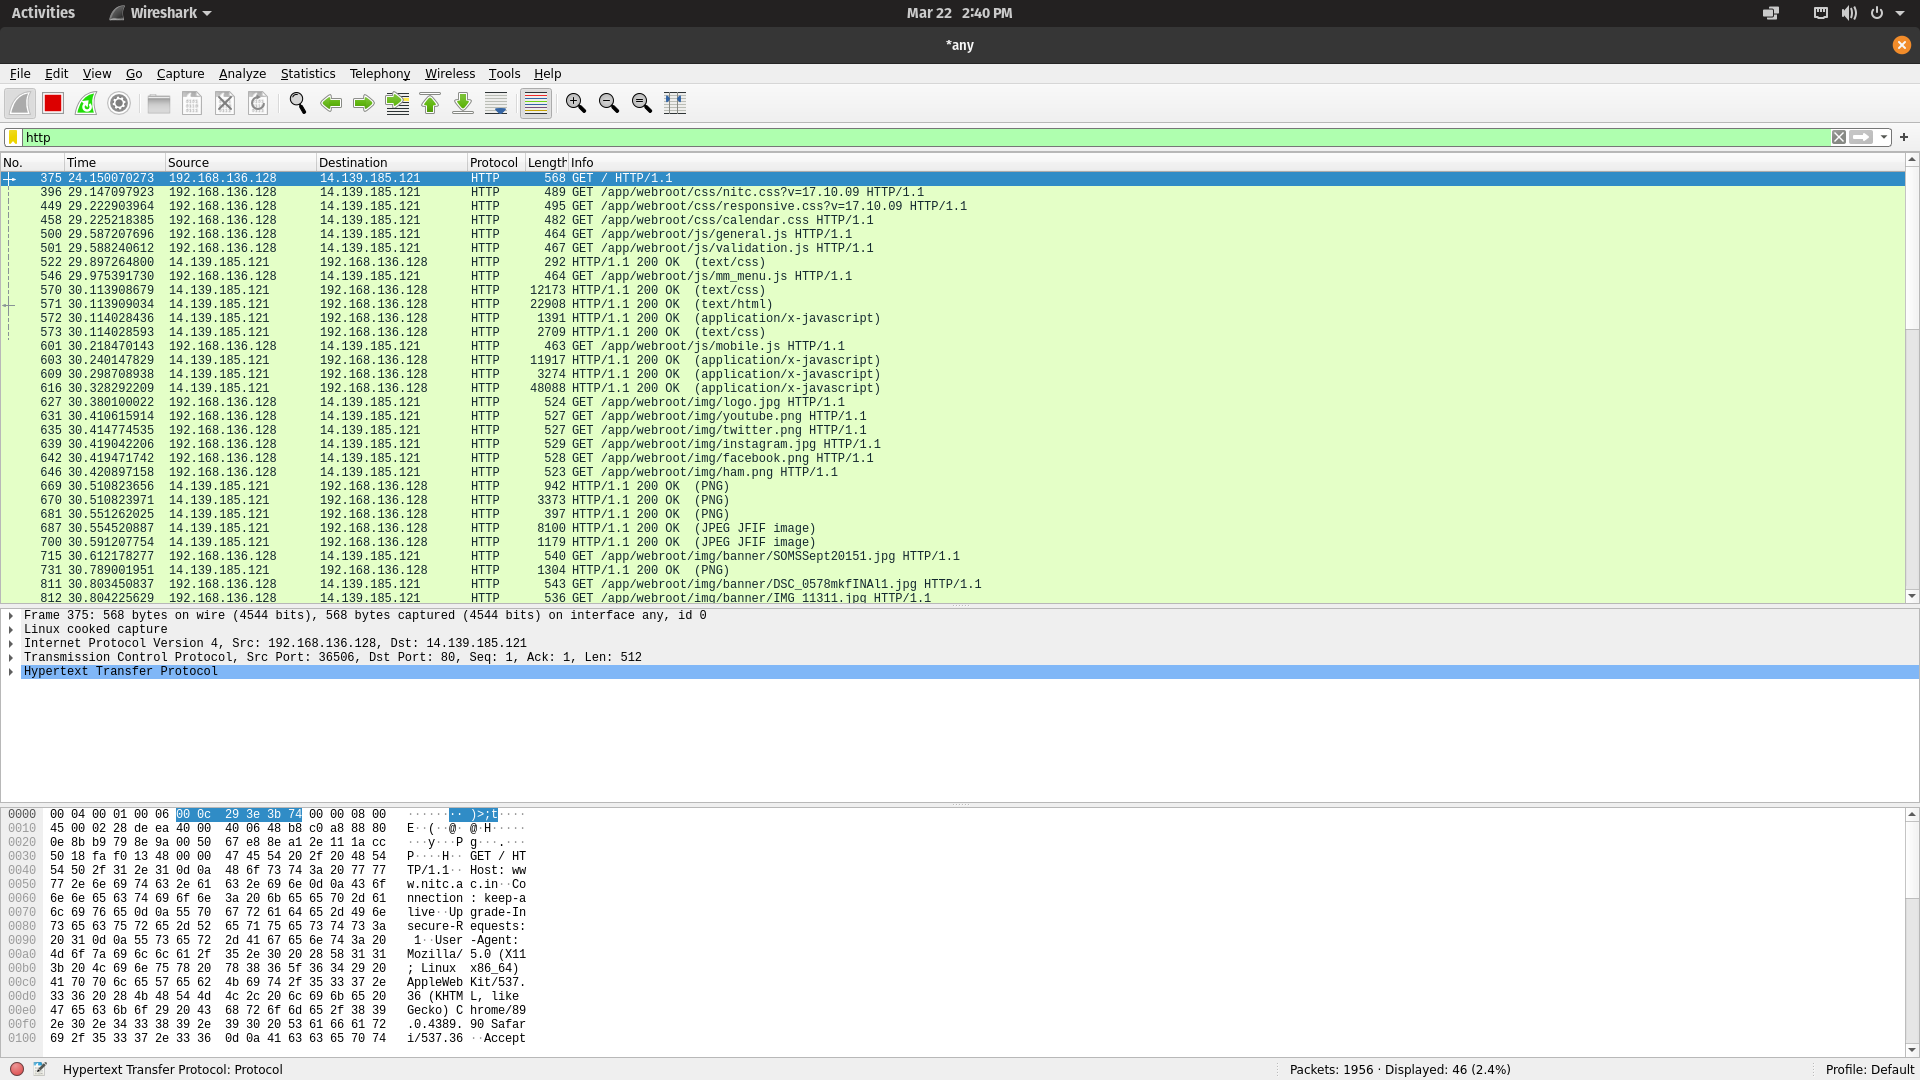 Activities Wireshark Mar 22 2:40 PM
*any
File Edit View Go Capture Analyze Statistics Telephony Wireless Tools Help
http
No. Time Source Destination Protocol Length Info
375 24.150070273 192.168.136.128 14.139.185.121 HTTP 568 GET / HTTP/1.1
396 29.147097923 192.168.136.128 14.139.185.121 HTTP 489 GET /app/webroot/css/nitc.css?v=17.10.09 HTTP/1.1
449 29.222903964 192.168.136.128 14.139.185.121 HTTP 495 GET /app/webroot/css/responsive.css?v=17.10.09 HTTP/1.1
458 29.225218385 192.168.136.128 14.139.185.121 HTTP 482 GET /app/webroot/css/calendar.css HTTP/1.1
500 29.587207696 192.168.136.128 14.139.185.121 HTTP 464 GET /app/webroot/js/general.js HTTP/1.1
501 29.588240612 192.168.136.128 14.139.185.121 HTTP 467 GET /app/webroot/js/validation.js HTTP/1.1
522 29.897264800 14.139.185.121 192.168.136.128 HTTP 292 HTTP/1.1 200 OK (text/css)
546 29.975391730 192.168.136.128 14.139.185.121 HTTP 464 GET /app/webroot/js/mm_menu.js HTTP/1.1
570 30.113908679 14.139.185.121 192.168.136.128 HTTP 12173 HTTP/1.1 200 OK (text/css)
571 30.113909034 14.139.185.121 192.168.136.128 HTTP 22908 HTTP/1.1 200 OK (text/html)
572 30.114028436 14.139.185.121 192.168.136.128 HTTP 1391 HTTP/1.1 200 OK (application/x-javascript)
573 30.114028593 14.139.185.121 192.168.136.128 HTTP 2709 HTTP/1.1 200 OK (text/css)
601 30.218470143 192.168.136.128 14.139.185.121 HTTP 463 GET /app/webroot/js/mobile.js HTTP/1.1
603 30.240147829 14.139.185.121 192.168.136.128 HTTP 11917 HTTP/1.1 200 OK (application/x-javascript)
609 30.298708938 14.139.185.121 192.168.136.128 HTTP 3274 HTTP/1.1 200 OK (application/x-javascript)
616 30.328292209 14.139.185.121 192.168.136.128 HTTP 48088 HTTP/1.1 200 OK (application/x-javascript)
627 30.380100022 192.168.136.128 14.139.185.121 HTTP 524 GET /app/webroot/img/logo.jpg HTTP/1.1
631 30.410615914 192.168.136.128 14.139.185.121 HTTP 527 GET /app/webroot/img/youtube.png HTTP/1.1
635 30.414774535 192.168.136.128 14.139.185.121 HTTP 527 GET /app/webroot/img/twitter.png HTTP/1.1
639 30.419042206 192.168.136.128 14.139.185.121 HTTP 529 GET /app/webroot/img/instagram.jpg HTTP/1.1
642 30.419471742 192.168.136.128 14.139.185.121 HTTP 528 GET /app/webroot/img/facebook.png HTTP/1.1
646 30.420897158 192.168.136.128 14.139.185.121 HTTP 523 GET /app/webroot/img/ham.png HTTP/1.1
669 30.510823656 14.139.185.121 192.168.136.128 HTTP 942 HTTP/1.1 200 OK (PNG)
670 30.510823971 14.139.185.121 192.168.136.128 HTTP 3373 HTTP/1.1 200 OK (PNG)
681 30.551262025 14.139.185.121 192.168.136.128 HTTP 397 HTTP/1.1 200 OK (PNG)
687 30.554520887 14.139.185.121 192.168.136.128 HTTP 8100 HTTP/1.1 200 OK (JPEG JFIF image)
700 30.591207754 14.139.185.121 192.168.136.128 HTTP 1179 HTTP/1.1 200 OK (JPEG JFIF image)
715 30.612178277 192.168.136.128 14.139.185.121 HTTP 540 GET /app/webroot/img/banner/SOMSSept20151.jpg HTTP/1.1
731 30.789001951 14.139.185.121 192.168.136.128 HTTP 1304 HTTP/1.1 200 OK (PNG)
811 30.803450837 192.168.136.128 14.139.185.121 HTTP 543 GET /app/webroot/img/banner/DSC_0578mkfINAl1.jpg HTTP/1.1
812 30.804225629 192.168.136.128 14.139.185.121 HTTP 536 GET /app/webroot/img/banner/IMG_11311.jpg HTTP/1.1
Frame 375: 568 bytes on wire (4544 bits), 568 bytes captured (4544 bits) on interface any, id 0
Linux cooked capture
Internet Protocol Version 4, Src: 192.168.136.128, Dst: 14.139.185.121
Transmission Control Protocol, Src Port: 36506, Dst Port: 80, Seq: 1, Ack: 1, Len: 512
Hypertext Transfer Protocol
0000 00 04 00 01 00 06 00 0c 29 3e 3b 74 00 00 08 00 ········ )>;t····
0010 45 00 02 28 de ea 40 00 40 06 48 b8 c0 a8 88 80 E··(··@· @·H·····
0020 0e 8b b9 79 8e 9a 00 50 67 e8 8e a1 2e 11 1a cc ···y···P g···.···
0030 50 18 fa f0 13 48 00 00 47 45 54 20 2f 20 48 54 P····H·· GET / HT
0040 54 50 2f 31 2e 31 0d 0a 48 6f 73 74 3a 20 77 77 TP/1.1·· Host: ww
0050 77 2e 6e 69 74 63 2e 61 63 2e 69 6e 0d 0a 43 6f w.nitc.a c.in··Co
0060 6e 6e 65 63 74 69 6f 6e 3a 20 6b 65 65 70 2d 61 nnection : keep-a
0070 6c 69 76 65 0d 0a 55 70 67 72 61 64 65 2d 49 6e live··Up grade-In
0080 73 65 63 75 72 65 2d 52 65 71 75 65 73 74 73 3a secure-R equests:
0090 20 31 0d 0a 55 73 65 72 2d 41 67 65 6e 74 3a 20 1··User -Agent:
00a0 4d 6f 7a 69 6c 6c 61 2f 35 2e 30 20 28 58 31 31 Mozilla/ 5.0 (X11
00b0 3b 20 4c 69 6e 75 78 20 78 38 36 5f 36 34 29 20 ; Linux x86_64)
00c0 41 70 70 6c 65 57 65 62 4b 69 74 2f 35 33 37 2e AppleWeb Kit/537.
00d0 33 36 20 28 4b 48 54 4d 4c 2c 20 6c 69 6b 65 20 36 (KHTM L, like
00e0 47 65 63 6b 6f 29 20 43 68 72 6f 6d 65 2f 38 39 Gecko) C hrome/89
00f0 2e 30 2e 34 33 38 39 2e 39 30 20 53 61 66 61 72 .0.4389. 90 Safar
0100 69 2f 35 33 37 2e 33 36 0d 0a 41 63 63 65 70 74 i/537.36 ··Accept
Hypertext Transfer Protocol: Protocol Packets: 1956 · Displayed: 46 (2.4%) Profile: Default